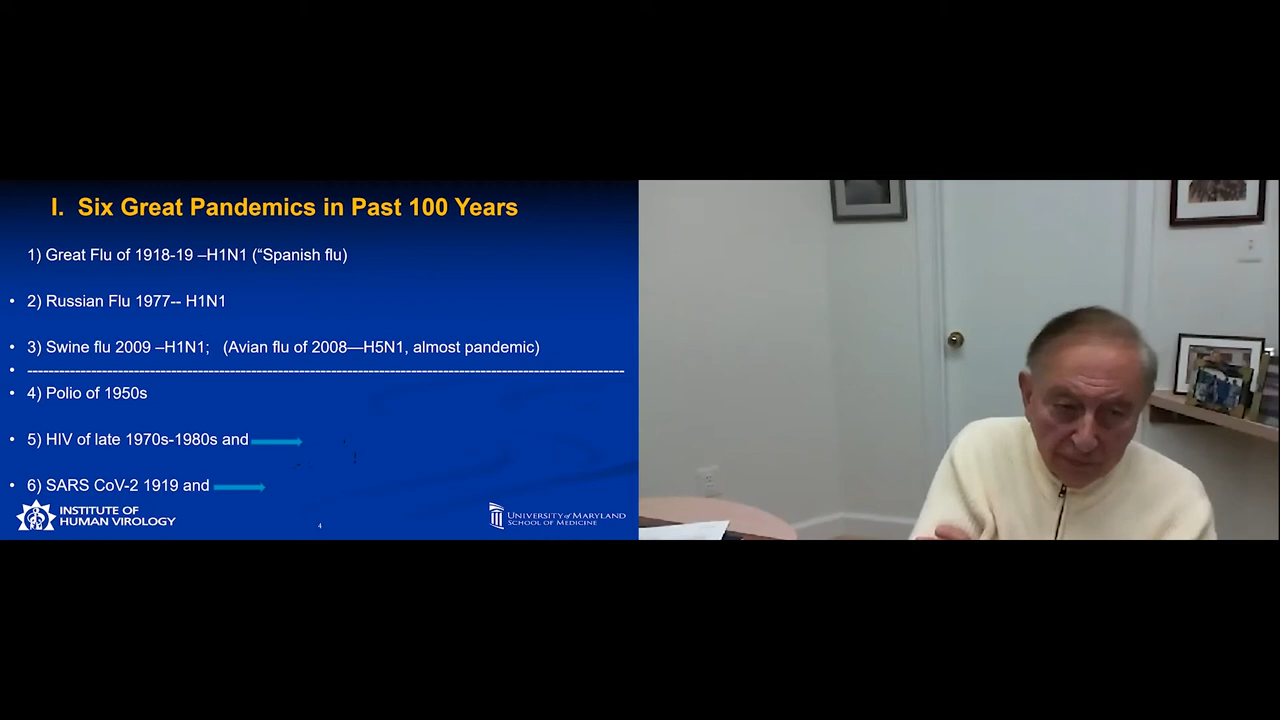 I. Six Great Pandemics in Past 100 Years
1) Great Flu of 1918-19 –H1N1 (“Spanish flu)
• 2) Russian Flu 1977-- H1N1
• 3) Swine flu 2009 –H1N1; (Avian flu of 2008—H5N1, almost pandemic)
• 4) Polio of 1950s
• 5) HIV of late 1970s-1980s and
• 6) SARS CoV-2 1919 and
INSTITUTE OF
HUMAN VIROLOGY
4
UNIVERSITY of MARYLAND
SCHOOL OF MEDICINE